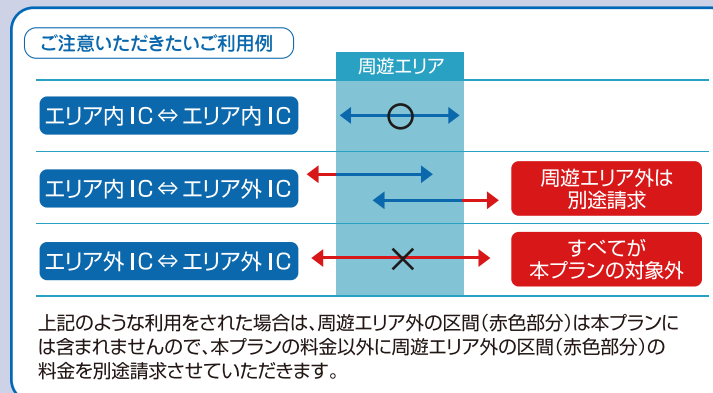 ご注意いただきたいご利用例
周遊エリア
エリア内IC⇔エリア内IC
エリア内IC⇔エリア外IC
周遊エリア外は
別途請求
エリア外IC⇔エリア外IC
すべてが
本プランの対象外
上記のような利用をされた場合は、周遊エリア外の区間(赤色部分)は本プランに
は含まれませんので、本プランの料金以外に周遊エリア外の区間(赤色部分)の
料金を別途請求させていただきます。